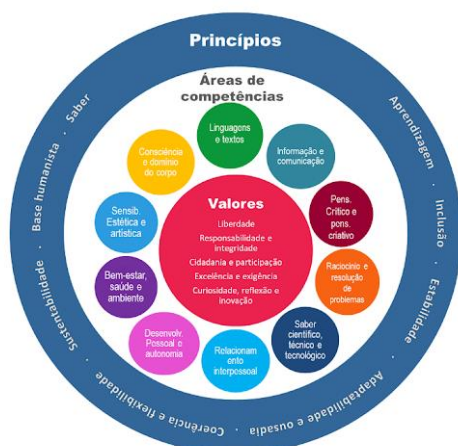 Princípios
Base humanista · Saber
Aprendizagem · Inclusão · Estabilidade · Adaptabilidade e ousadia · Coerência e flexibilidade · Sustentabilidade ·
Áreas de
competências
Linguagens
e textos
Informação e
comunicação
Pens.
Crítico e
pens.
criativo
Raciocínio e
resolução
de
problemas
Saber
científico,
técnico e
tecnológico
Relacionam
ento
interpossoal
Desenvolv.
Pessoal e
autonomia
Bem-estar,
saúde e
ambiente
Sensib.
Estética e
artística
Consciência
e domínio
do corpo
Valores
Liberdade
Responsabilidade e
integridade
Cidadania e participação
Excelência e exigência
Curiosidade, reflexão e
inovação